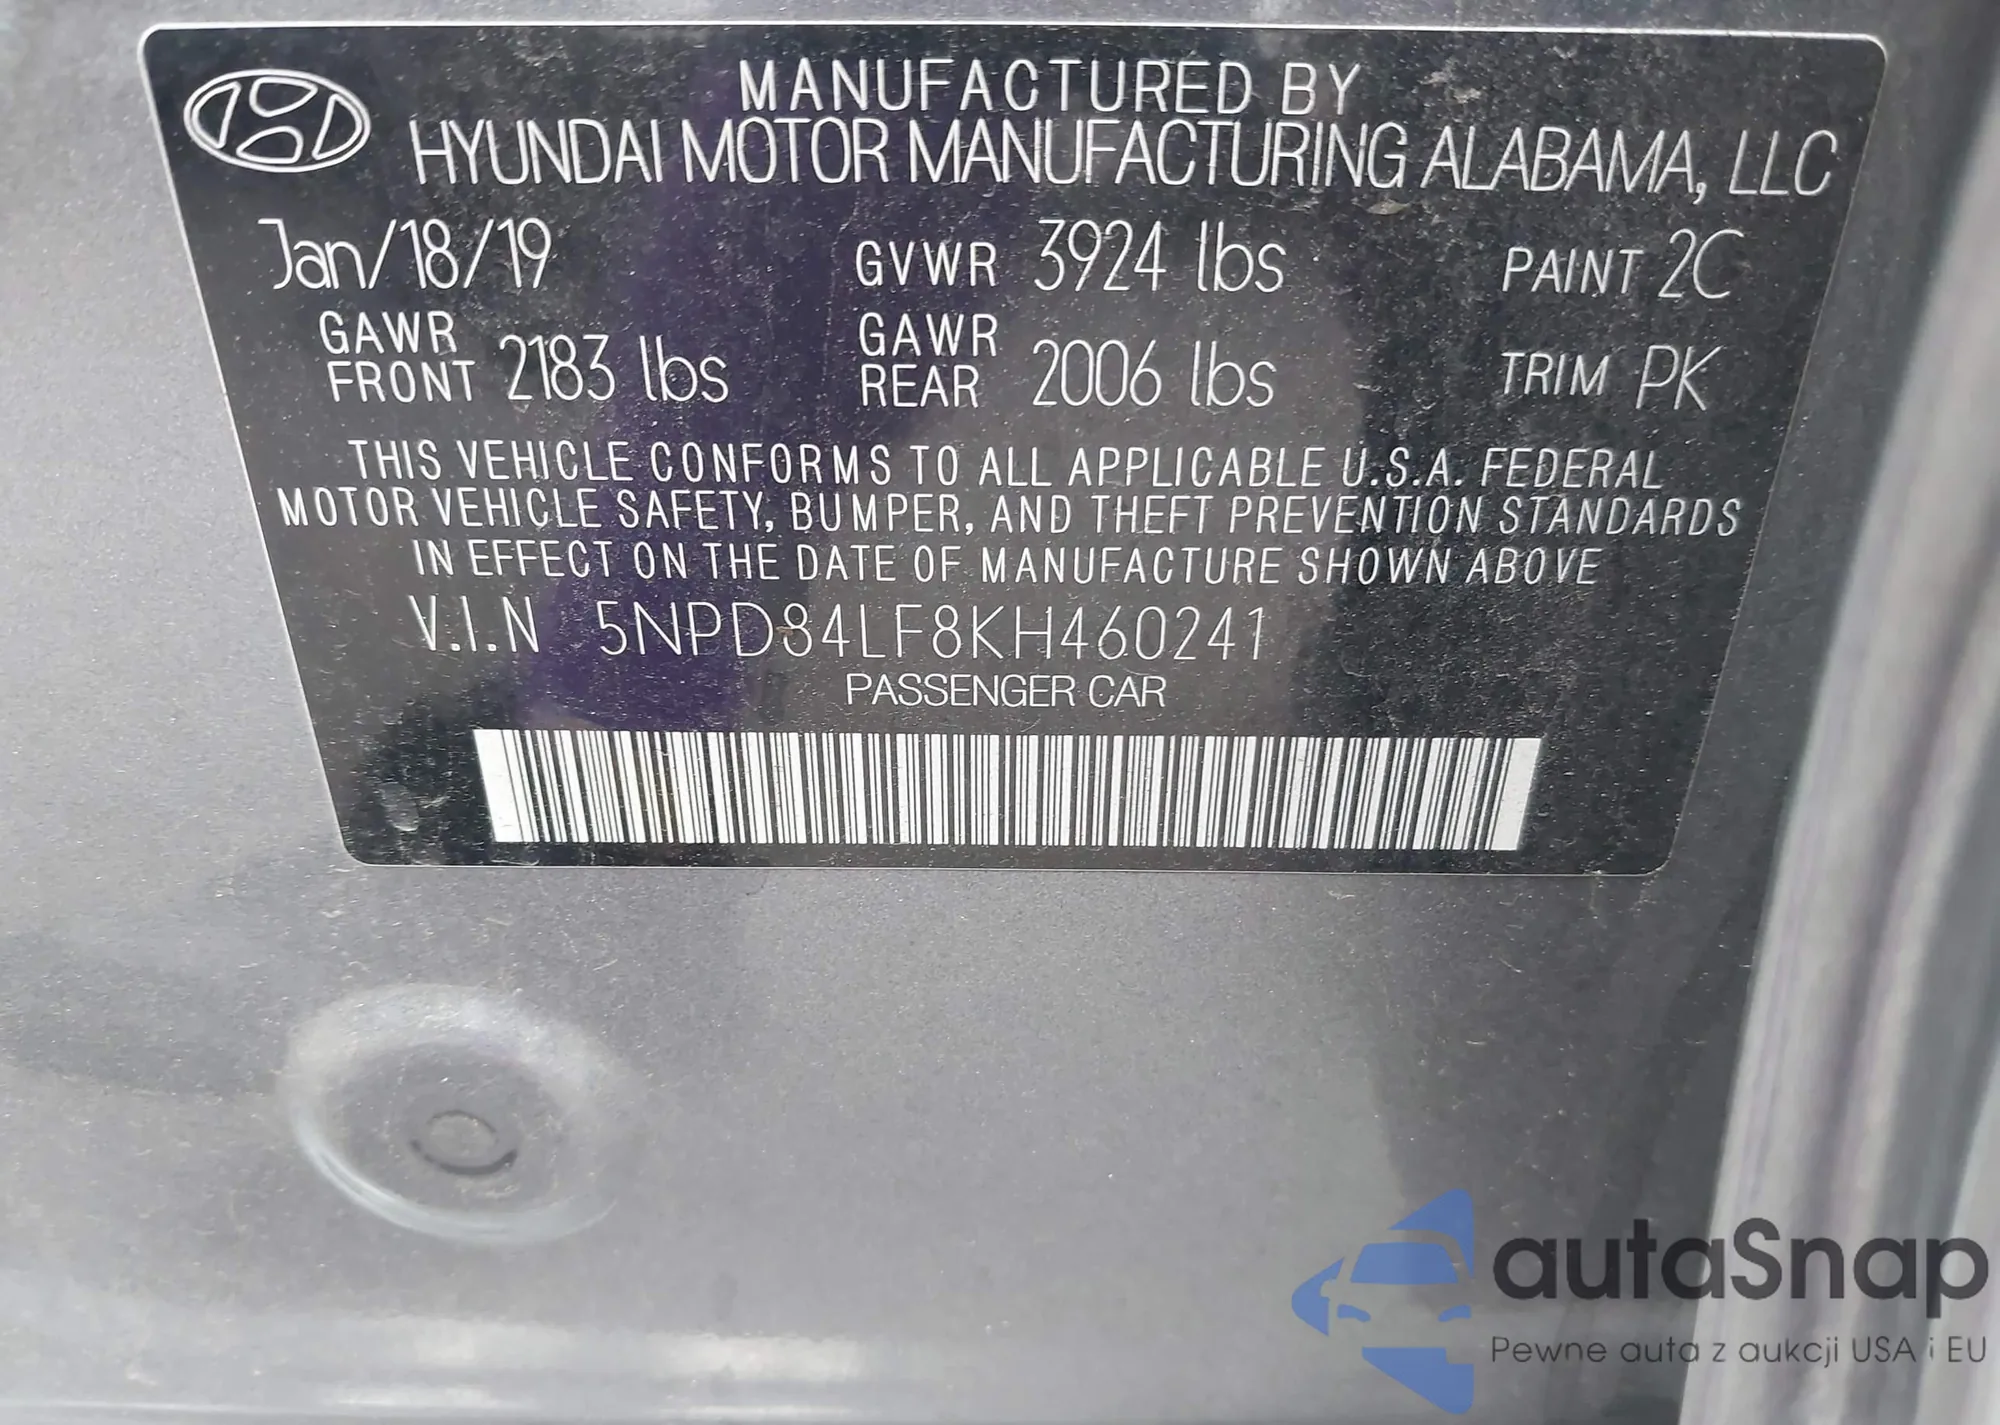 MANUFACTURED BY
HYUNDAI MOTOR MANUFACTURING ALABAMA, LLC
Jan/18/19 GVWR 3924 lbs PAINT 2C
GAWR FRONT 2183 lbs GAWR REAR 2006 lbs TRIM PK
THIS VEHICLE CONFORMS TO ALL APPLICABLE U.S.A. FEDERAL
MOTOR VEHICLE SAFETY, BUMPER, AND THEFT PREVENTION STANDARDS
IN EFFECT ON THE DATE OF MANUFACTURE SHOWN ABOVE
V.I.N 5NPD84LF8KH460241
PASSENGER CAR
autaSnap
Pewne auta z aukcji USA i EU